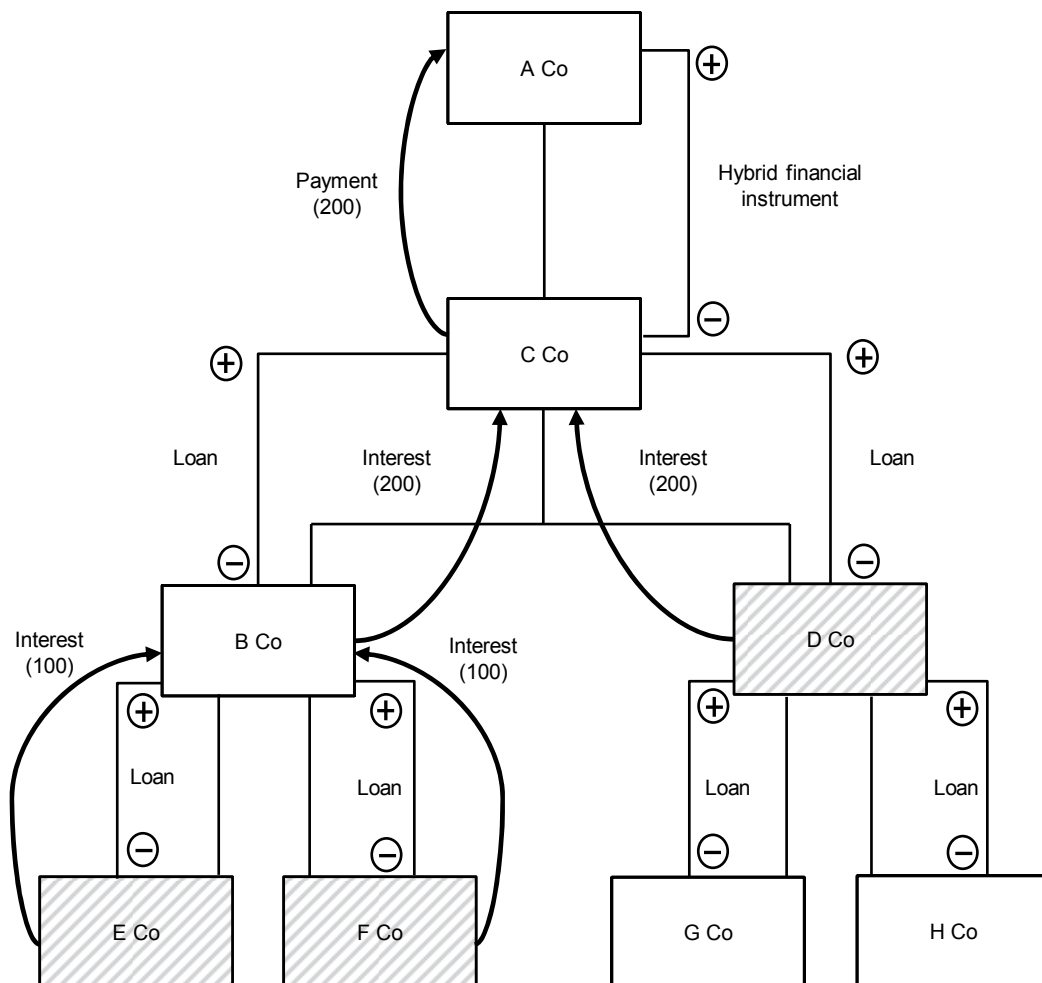 A Co
+
Payment
(200)
Hybrid financial
instrument
−
C Co
+
+
Loan
Interest
(200)
Interest
(200)
Loan
−
−
Interest
(100)
B Co
Interest
(100)
D Co
+
+
+
+
Loan
Loan
Loan
Loan
−
−
−
−
E Co
F Co
G Co
H Co